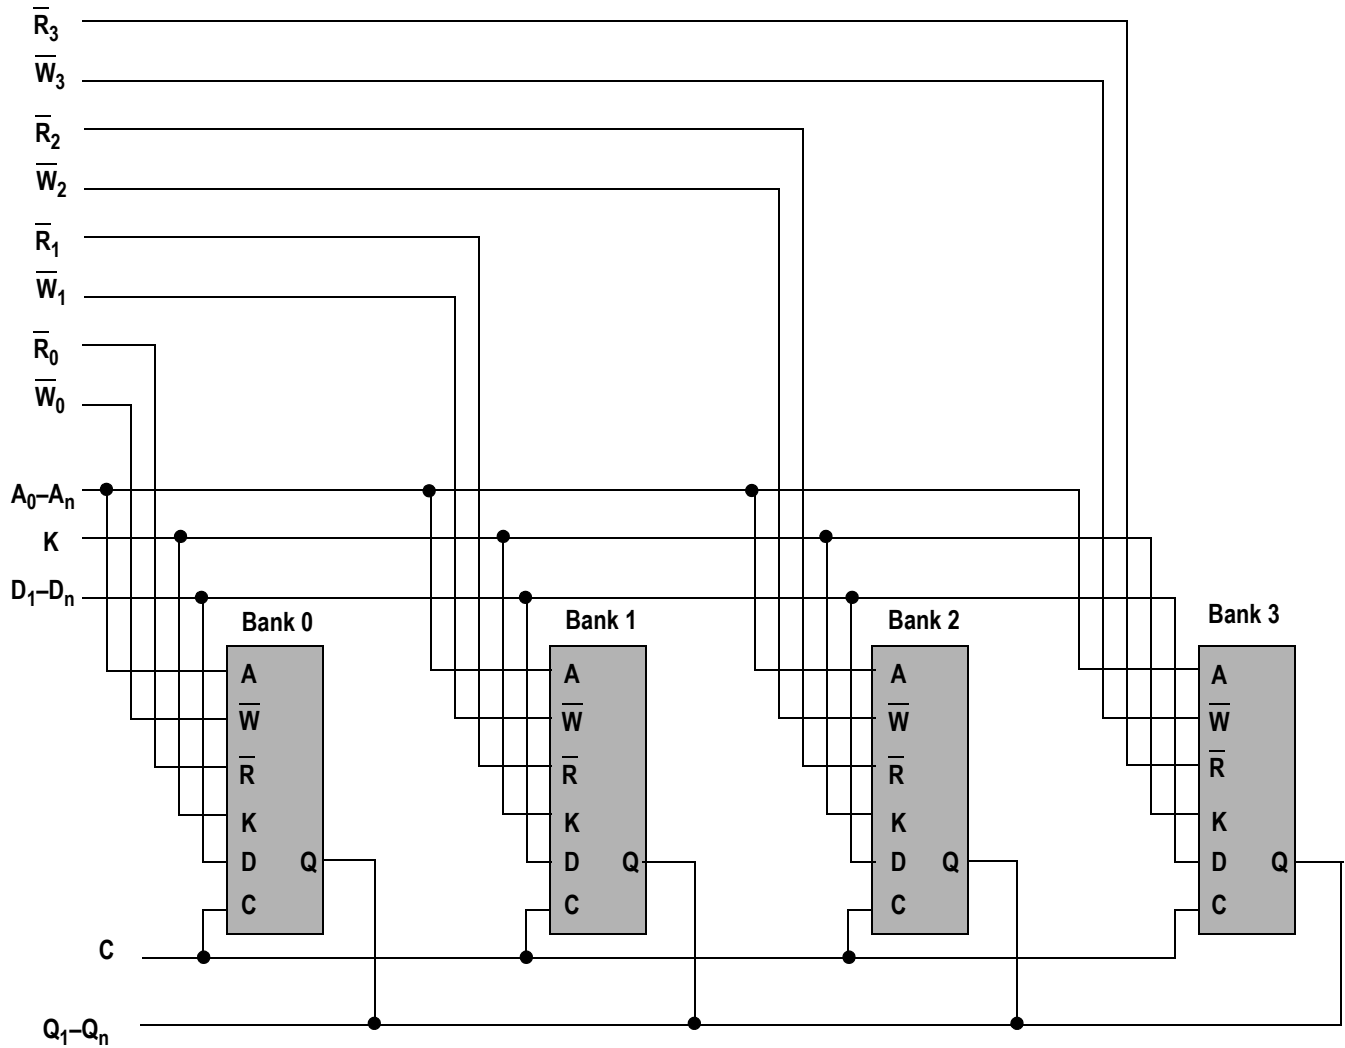 R̅₃
W̅₃
R̅₂
W̅₂
R̅₁
W̅₁
R̅₀
W̅₀
A₀–Aₙ
K
D₁–Dₙ
Bank 0
A
W̅
R̅
K
D
Q
C
Bank 1
A
W̅
R̅
K
D
Q
C
Bank 2
A
W̅
R̅
K
D
Q
C
Bank 3
A
W̅
R̅
K
D
Q
C
C
Q₁–Qₙ